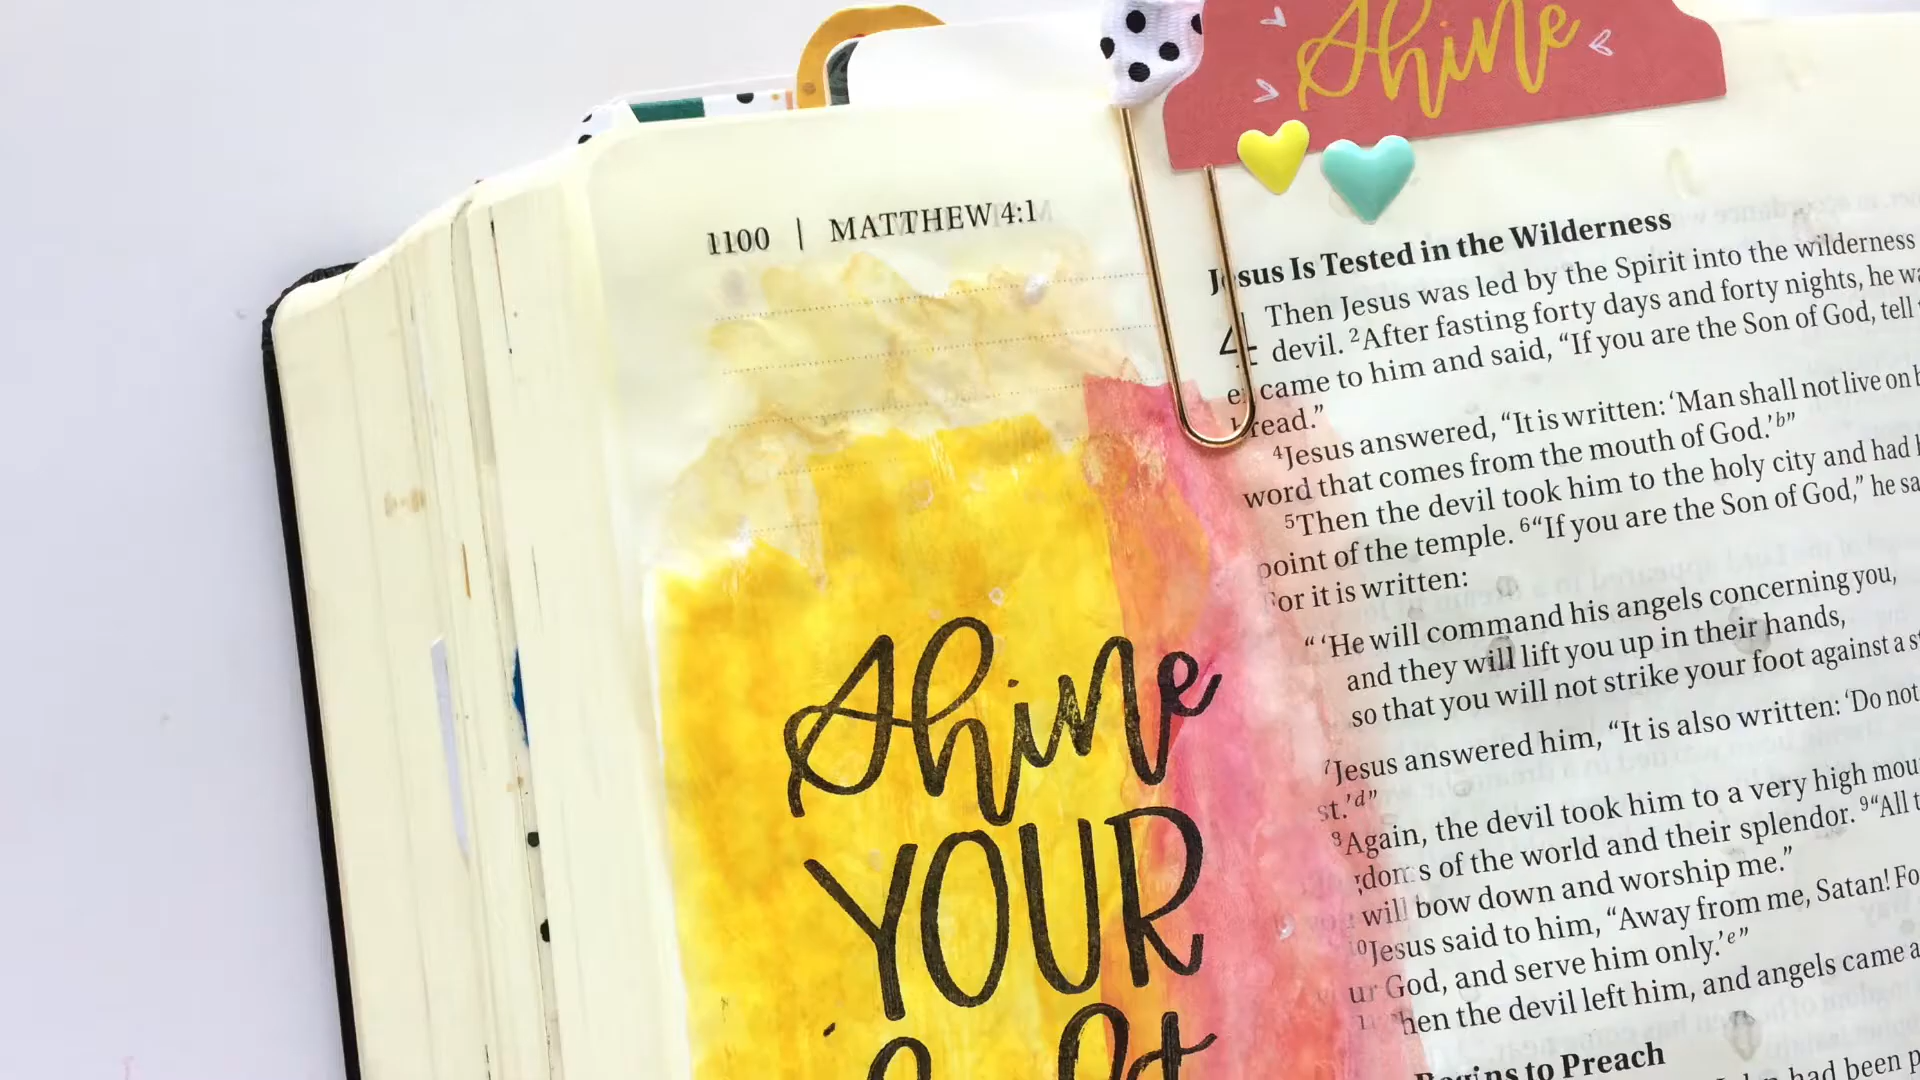 Shine
1100 | MATTHEW 4:1
Shine
YOUR
Jesus Is Tested in the Wilderness
4 Then Jesus was led by the Spirit into the wilderness
devil. 2After fasting forty days and forty nights, he
came to him and said, “If you are the Son of God, tell
bread.”
4Jesus answered, “It is written: ‘Man shall not live on
word that comes from the mouth of God.’b”
5Then the devil took him to the holy city and had
point of the temple. 6“If you are the Son of God,” he
For it is written:
“ ‘He will command his angels concerning you,
and they will lift you up in their hands,
so that you will not strike your foot against a
7Jesus answered him, “It is also written: ‘Do not
st.’d”
8Again, the devil took him to a very high
of the world and their splendor. 9“All
will bow down and worship me.”
10Jesus said to him, “Away from me, Satan!
God, and serve him only.’e”
the devil left him, and angels came
to Preach
had been